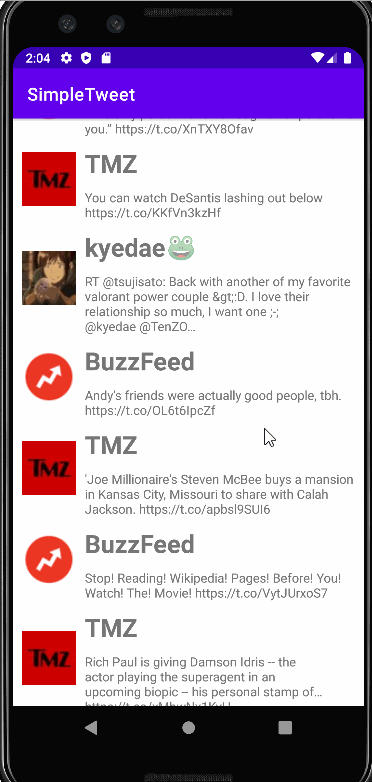 2:04
SimpleTweet
you.” https://t.co/XnTXY8Ofav
TMZ
TMZ
You can watch DeSantis lashing out below
https://t.co/KKfVn3kzHf
kyedae🐸
RT @tsujisato: Back with another of my favorite
valorant power couple &gt;:D. I love their
relationship so much, I want one ;-;
@kyedae @TenZO…
BuzzFeed
Andy's friends were actually good people, tbh.
https://t.co/OL6t6IpcZf
TMZ
TMZ
'Joe Millionaire's Steven McBee buys a mansion
in Kansas City, Missouri to share with Calah
Jackson. https://t.co/apbsl9SUI6
BuzzFeed
Stop! Reading! Wikipedia! Pages! Before! You!
Watch! The! Movie! https://t.co/VytJUrxoS7
TMZ
TMZ
Rich Paul is giving Damson Idris -- the
actor playing the superagent in an
upcoming biopic -- his personal stamp of…